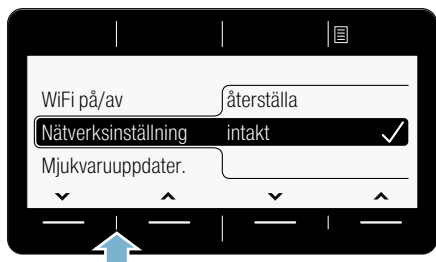 WiFi på/av återställa
Nätverksinställning intakt
Mjukvaruuppdater.